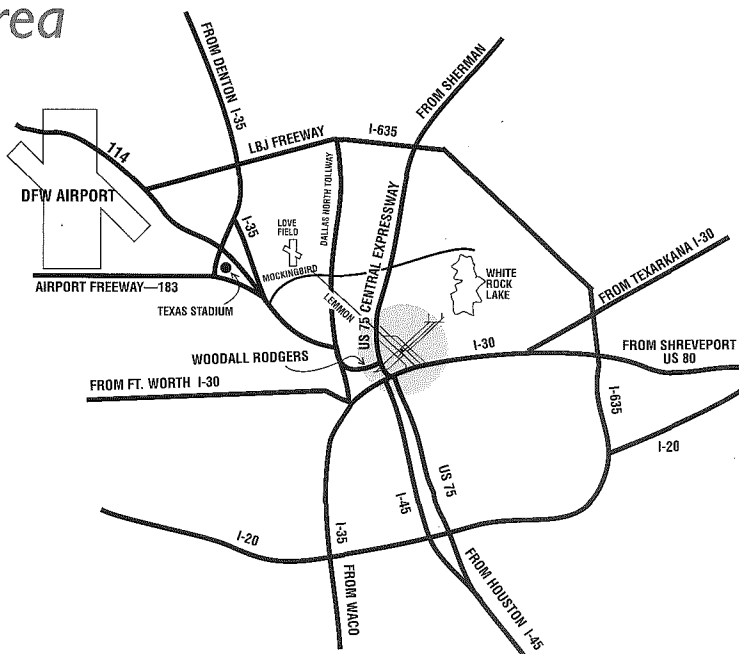 rea
FROM DENTON I-35
FROM SHERMAN
I-635
LBJ FREEWAY
114
DFW AIRPORT
I-35
LOVE
FIELD
DALLAS NORTH TOLLWAY
US 75 CENTRAL EXPRESSWAY
MOCKINGBIRD
WHITE
ROCK
LAKE
FROM TEXARKANA I-30
AIRPORT FREEWAY—183
TEXAS STADIUM
LEMMON
WOODALL RODGERS
I-30
FROM SHREVEPORT
US 80
FROM FT. WORTH I-30
I-635
I-20
US 75
I-45
I-20
I-35
FROM WACO
FROM HOUSTON I-45